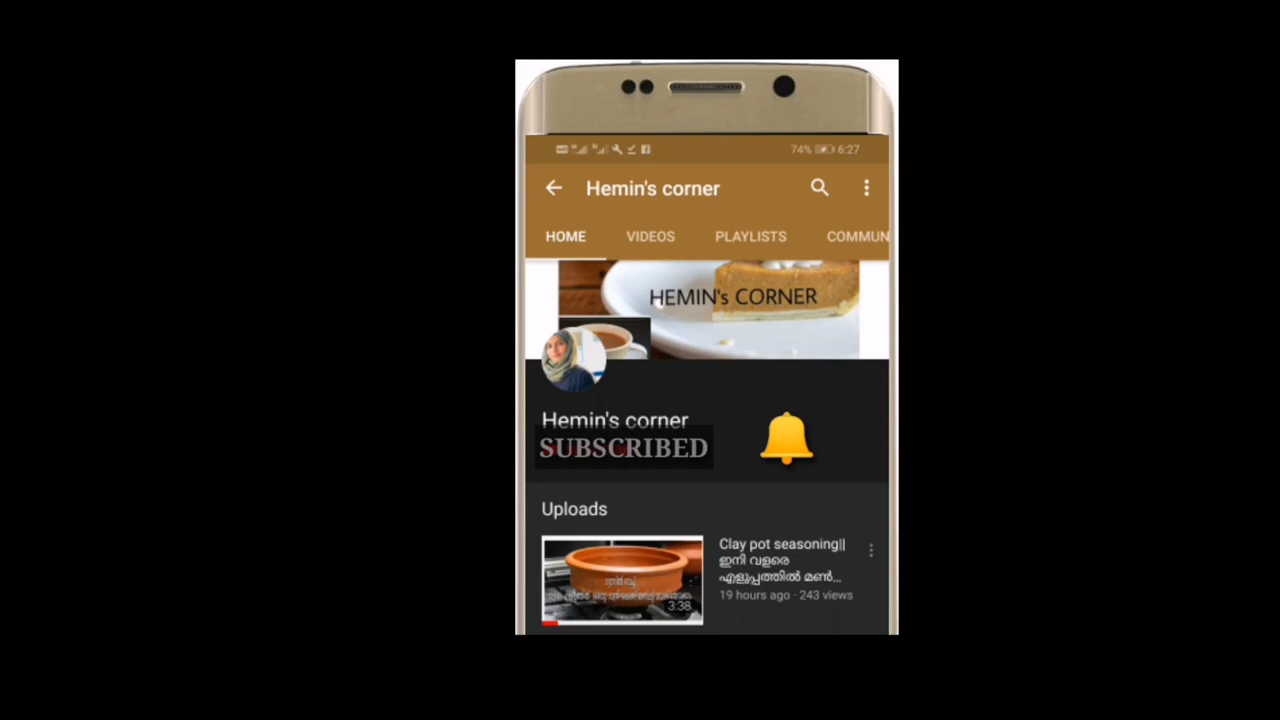 74% 6:27
Hemin's corner
HOME VIDEOS PLAYLISTS COMMUN
HEMIN's CORNER
Hemin's corner
SUBSCRIBED
Uploads
Clay pot seasoning||
ഇനി വളരെ
എളുപ്പത്തിൽ മൺ...
19 hours ago · 243 views
3:38